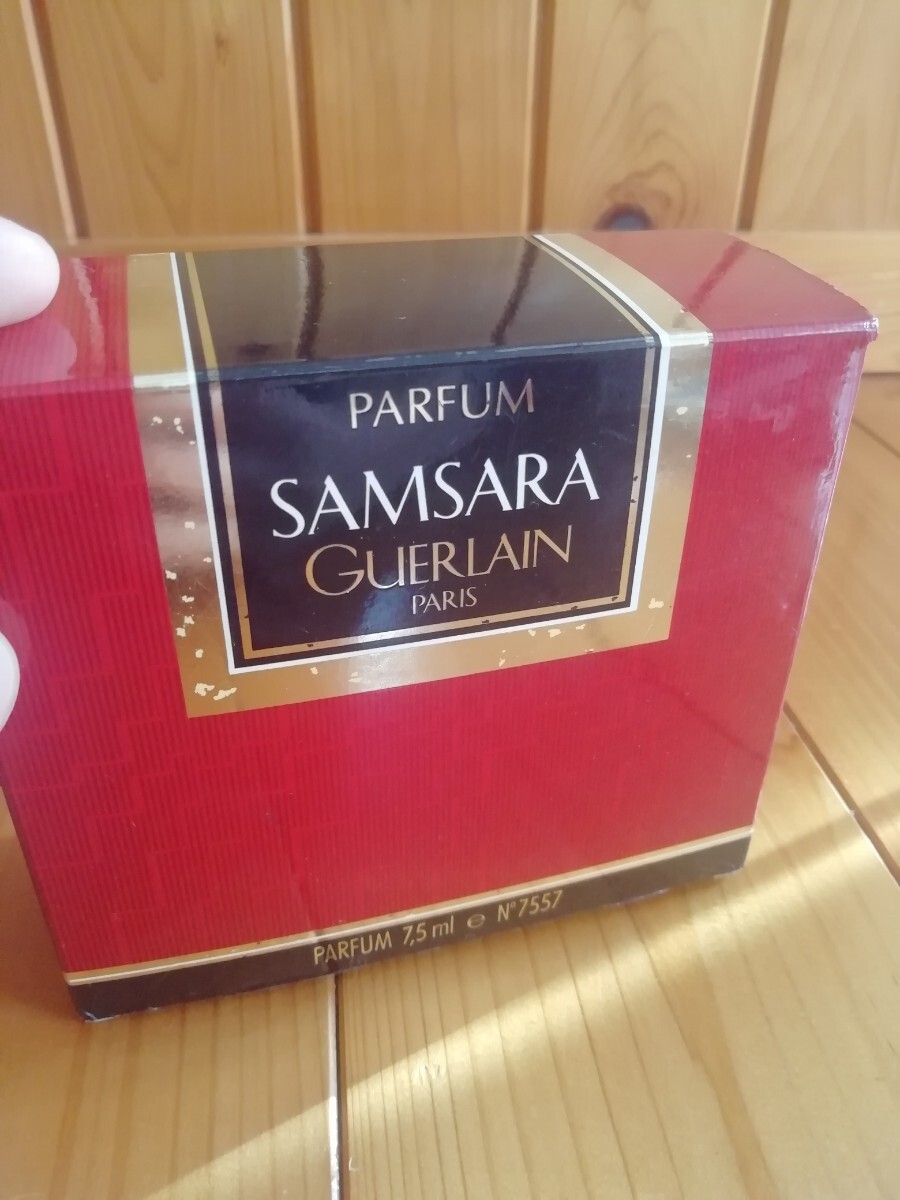 PARFUM
SAMSARA
GUERLAIN
PARIS
PARFUM 7,5 ml ℮ N°7557